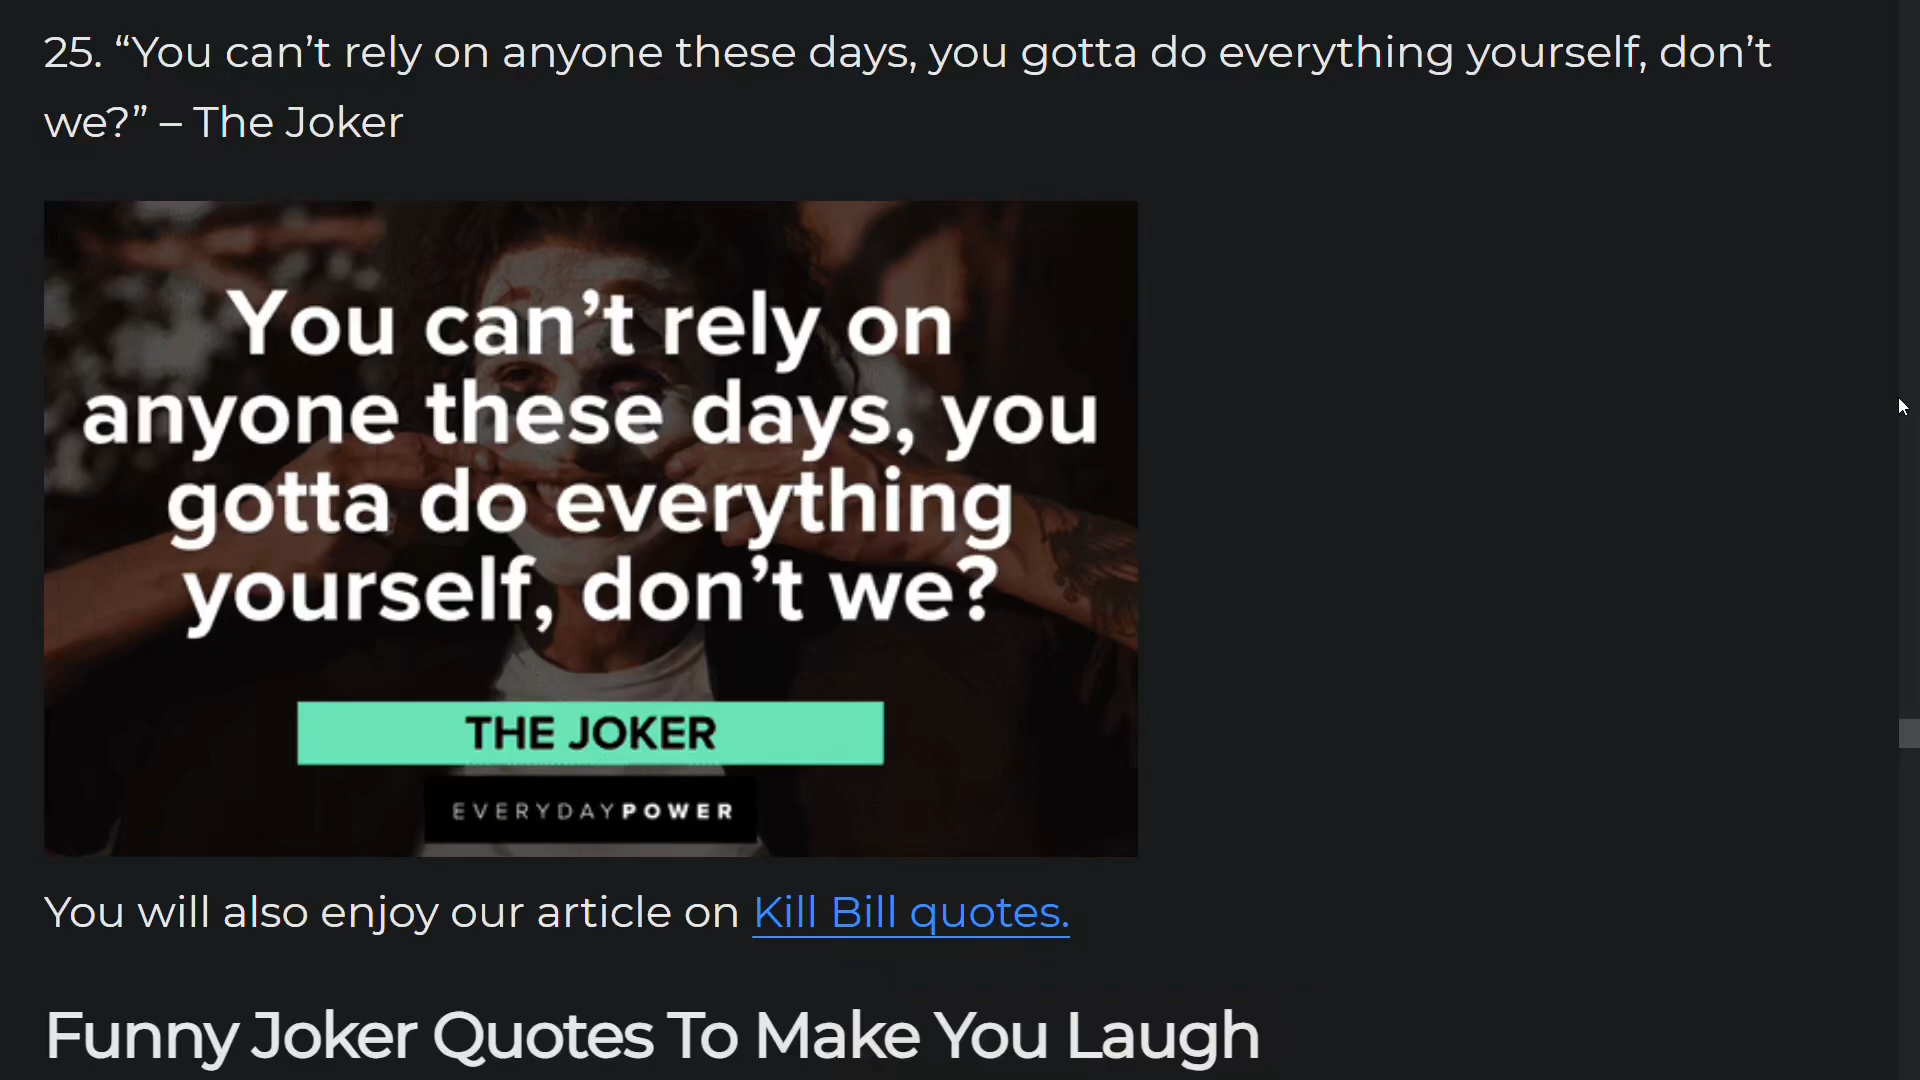 25. “You can’t rely on anyone these days, you gotta do everything yourself, don’t
we?” – The Joker
You can’t rely on
anyone these days, you
gotta do everything
yourself, don’t we?
THE JOKER
EVERYDAYPOWER
You will also enjoy our article on Kill Bill quotes.
Funny Joker Quotes To Make You Laugh